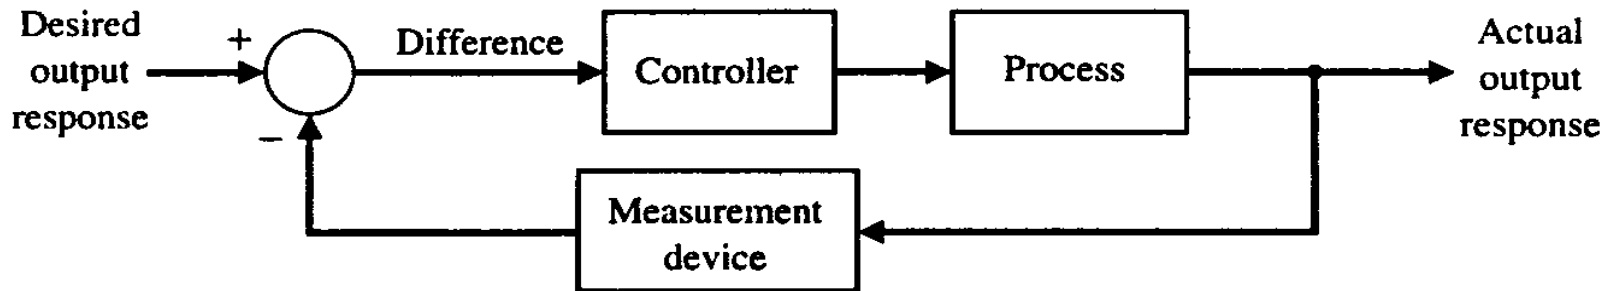 Desired
output
response
+
−
Difference
Controller
Process
Actual
output
response
Measurement
device